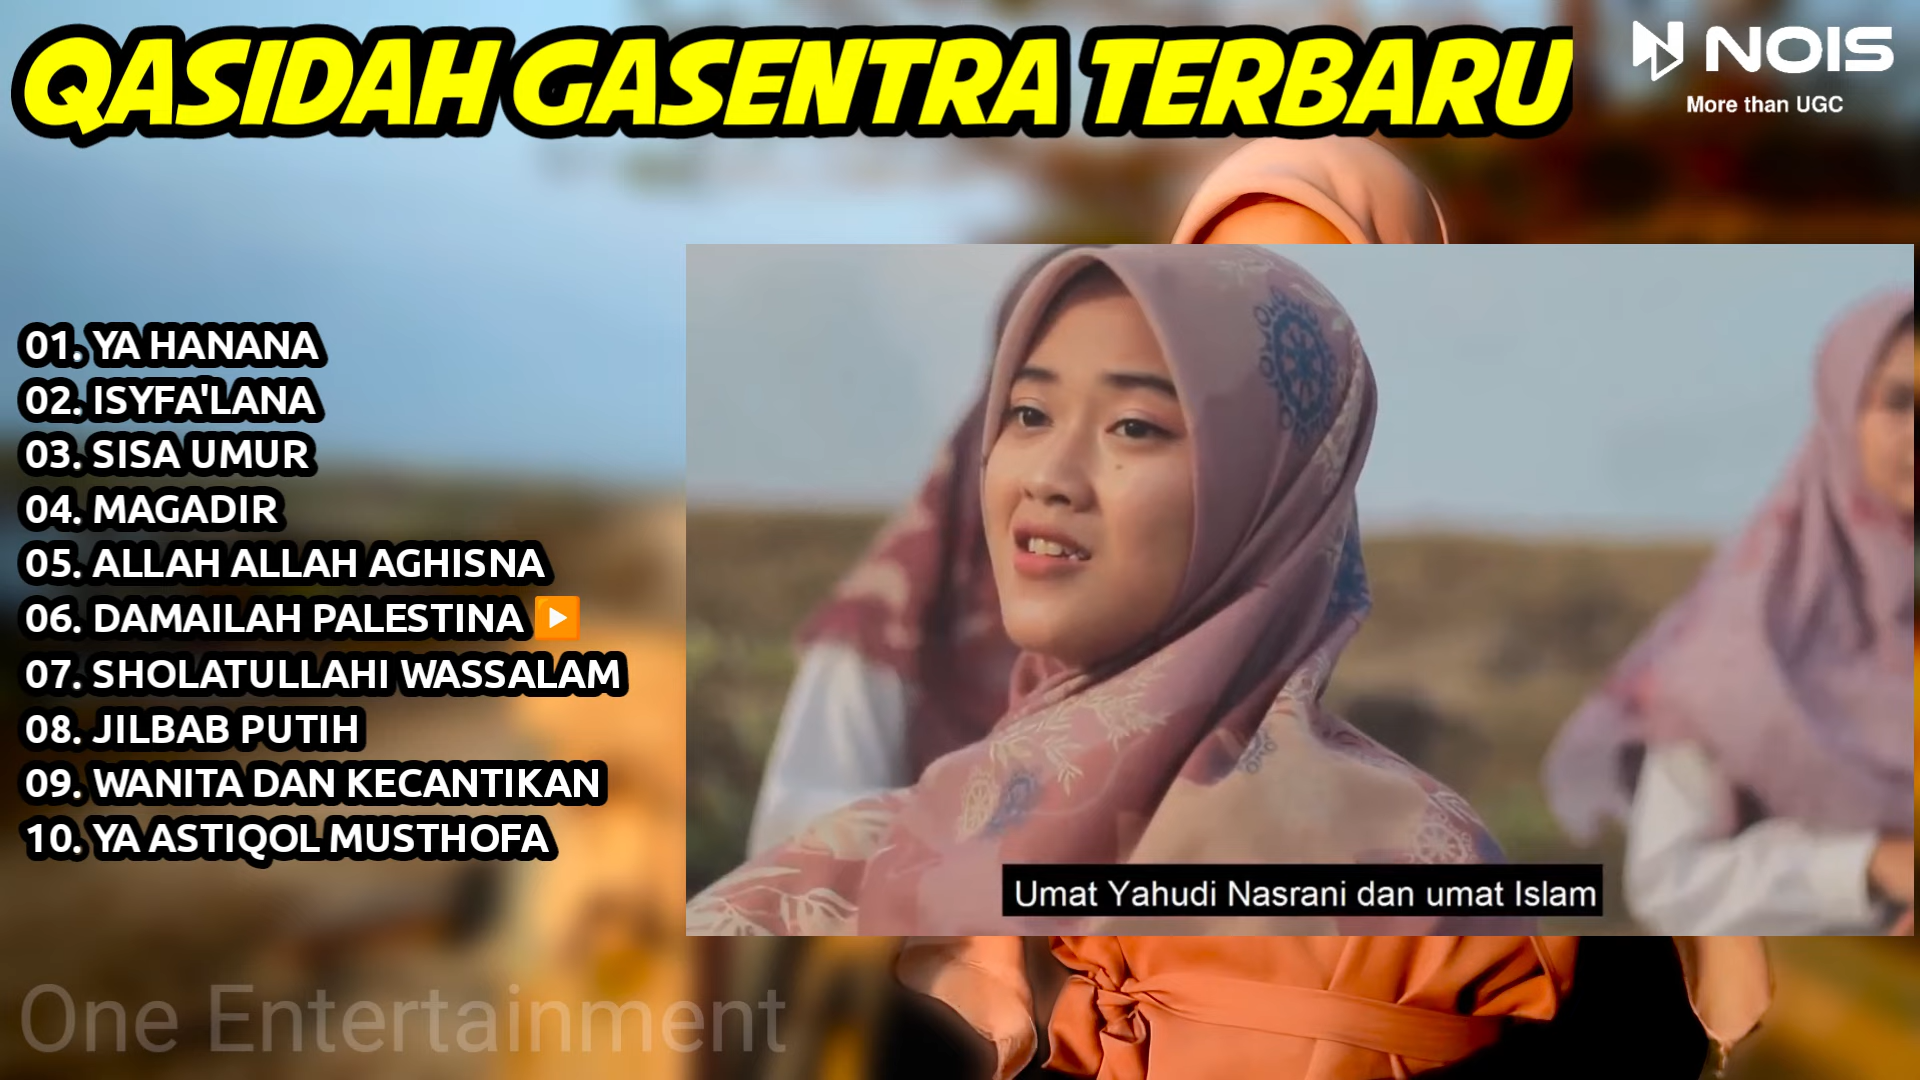 QASIDAH GASENTRA TERBARU
NOIS
More than UGC
01. YA HANANA
02. ISYFA'LANA
03. SISA UMUR
04. MAGADIR
05. ALLAH ALLAH AGHISNA
06. DAMAILAH PALESTINA ▶️
07. SHOLATULLAHI WASSALAM
08. JILBAB PUTIH
09. WANITA DAN KECANTIKAN
10. YA ASTIQOL MUSTHOFA
Umat Yahudi Nasrani dan umat Islam
One Entertainment